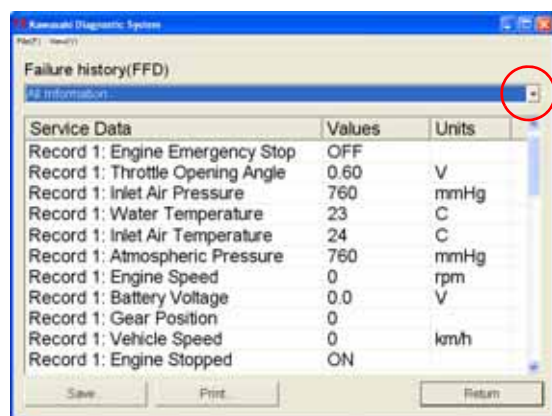 Kawasaki Diagnostic System
File(F) View(V)
Failure history(FFD)
All Information
Service Data Values Units
Record 1: Engine Emergency Stop OFF
Record 1: Throttle Opening Angle 0.60 V
Record 1: Inlet Air Pressure 760 mmHg
Record 1: Water Temperature 23 C
Record 1: Inlet Air Temperature 24 C
Record 1: Atmospheric Pressure 760 mmHg
Record 1: Engine Speed 0 rpm
Record 1: Battery Voltage 0.0 V
Record 1: Gear Position 0
Record 1: Vehicle Speed 0 km/h
Record 1: Engine Stopped ON
Save Print Return